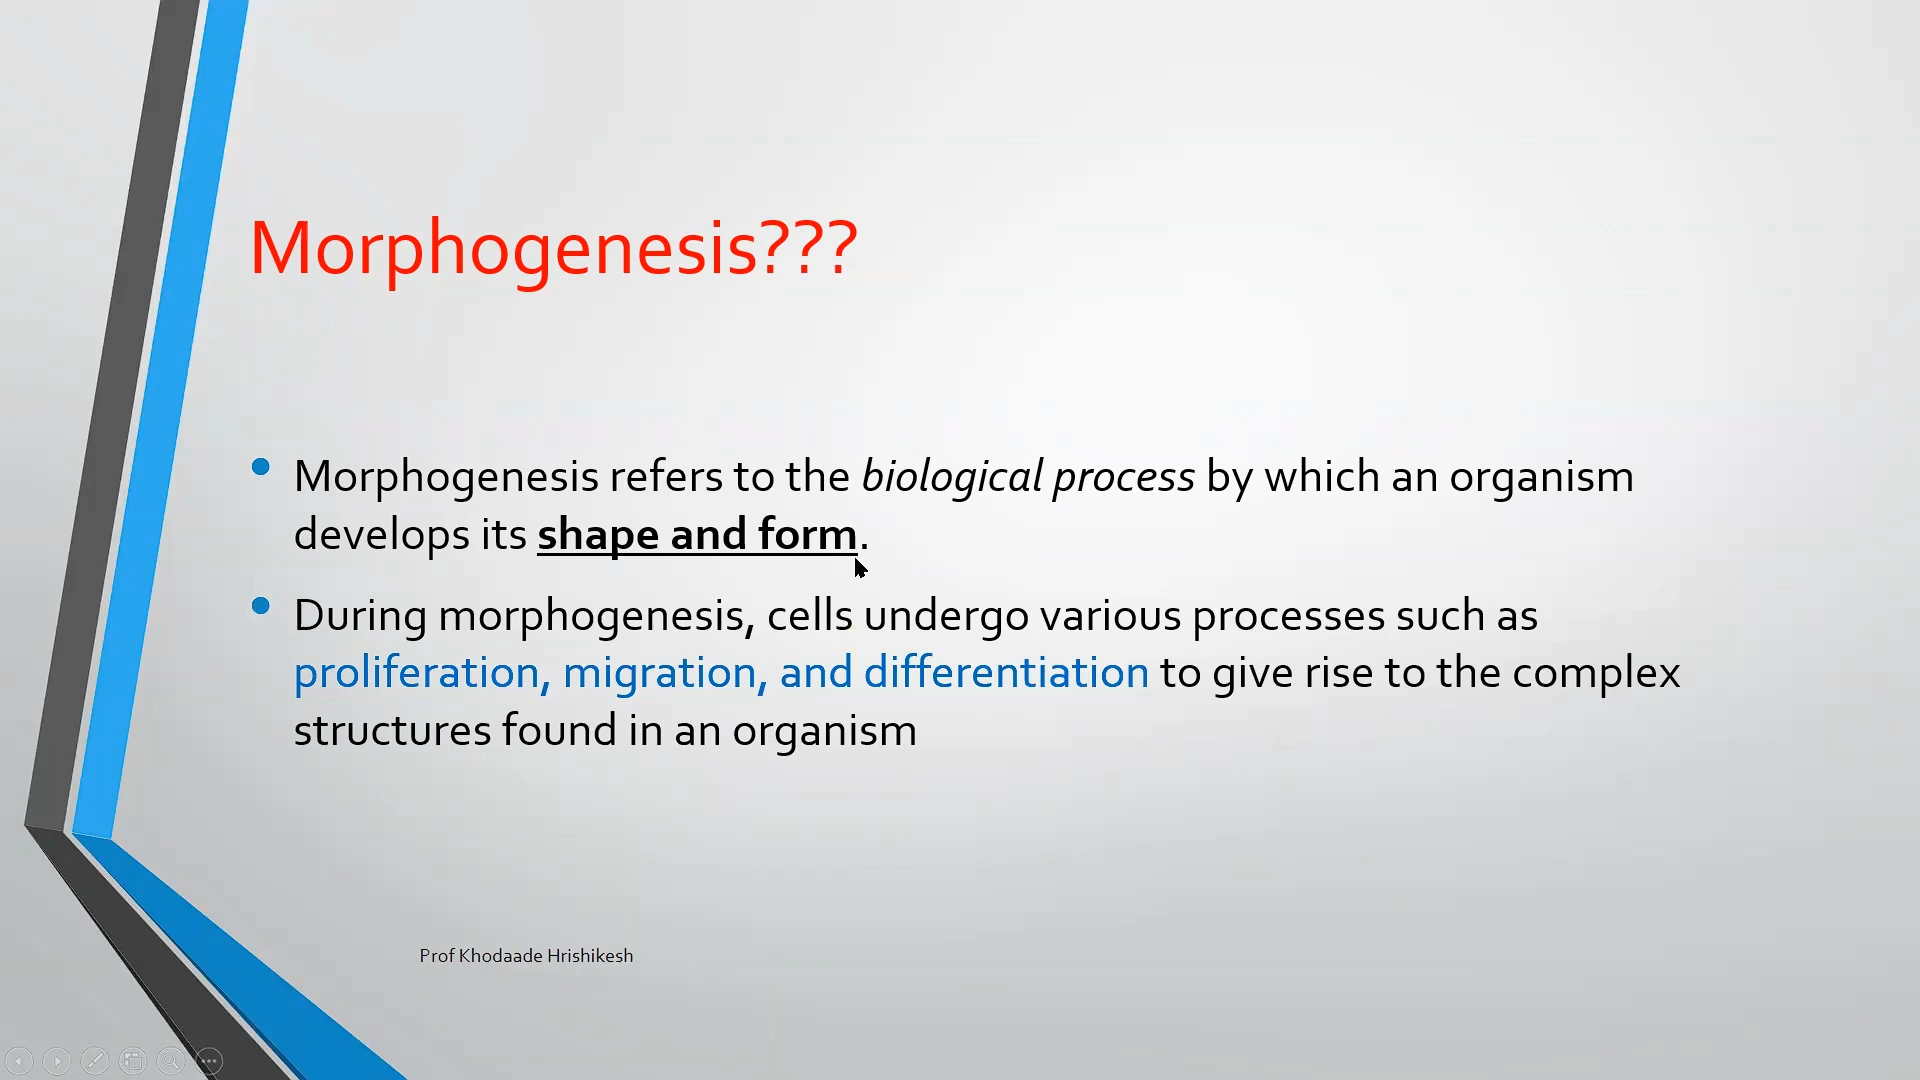 Morphogenesis???
Morphogenesis refers to the biological process by which an organism
develops its shape and form.
During morphogenesis, cells undergo various processes such as
proliferation, migration, and differentiation to give rise to the complex
structures found in an organism
Prof Khodaade Hrishikesh